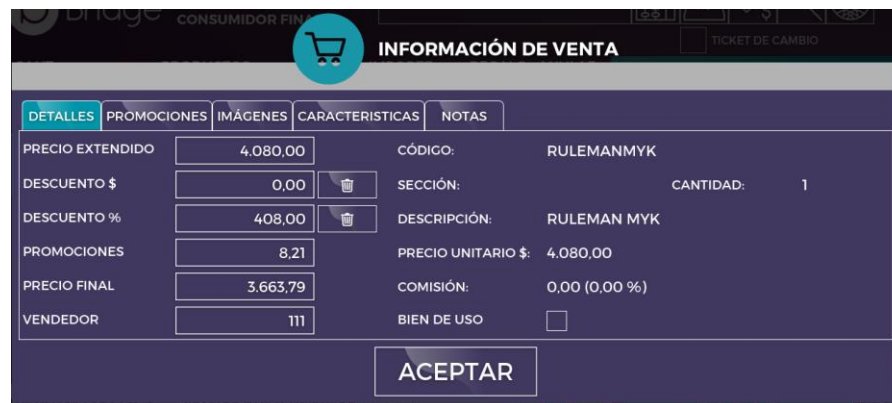 Bridge CONSUMIDOR FINA
INFORMACIÓN DE VENTA
TICKET DE CAMBIO
DETALLES PROMOCIONES IMÁGENES CARACTERISTICAS NOTAS
PRECIO EXTENDIDO 4.080,00 CÓDIGO: RULEMANMYK
DESCUENTO $ 0,00 SECCIÓN: CANTIDAD: 1
DESCUENTO % 408,00 DESCRIPCIÓN: RULEMAN MYK
PROMOCIONES 8,21 PRECIO UNITARIO $: 4.080,00
PRECIO FINAL 3.663,79 COMISIÓN: 0,00 (0,00 %)
VENDEDOR 111 BIEN DE USO
ACEPTAR